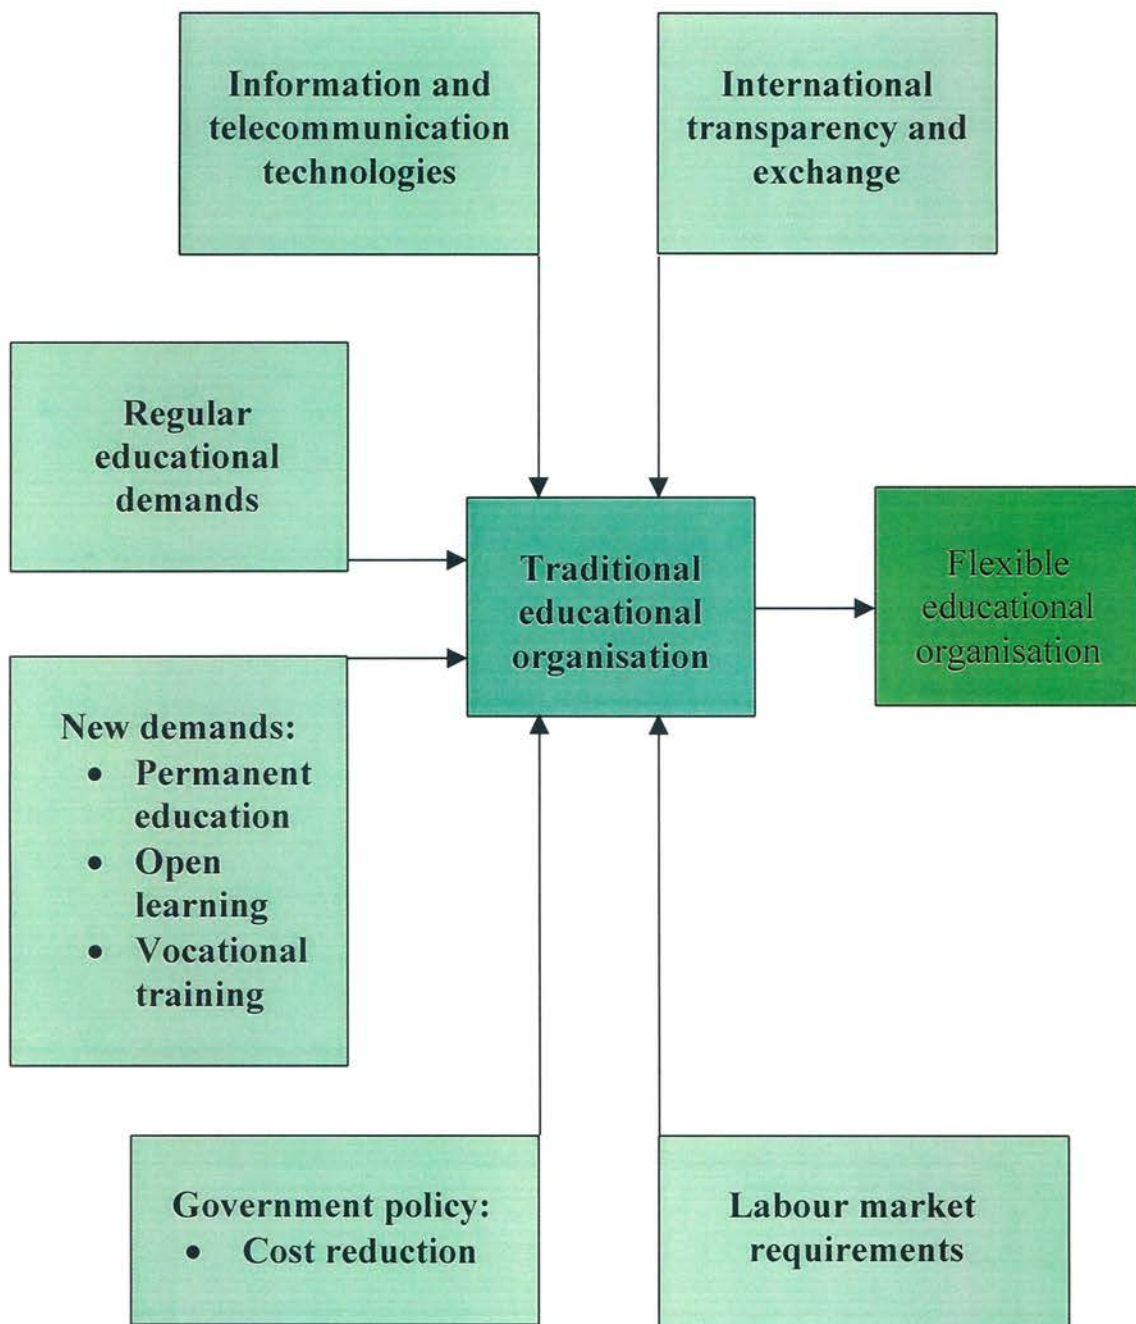 Information and
telecommunication
technologies
International
transparency and
exchange
Regular
educational
demands
Traditional
educational
organisation
Flexible
educational
organisation
New demands:
• Permanent
education
• Open
learning
• Vocational
training
Government policy:
• Cost reduction
Labour market
requirements